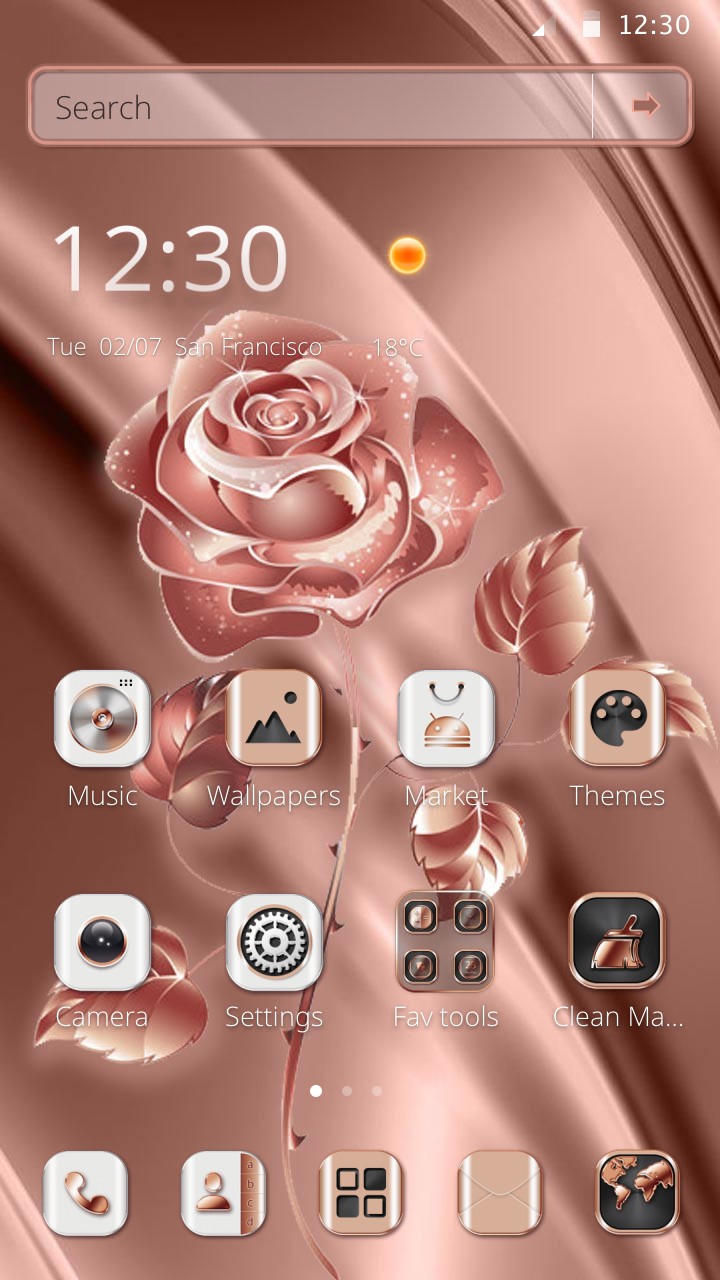 12:30
Search
12:30
Tue 02/07 San Francisco 18°C
Music Wallpapers Market Themes
Camera Settings Fav tools Clean Ma...
a
b
c
d